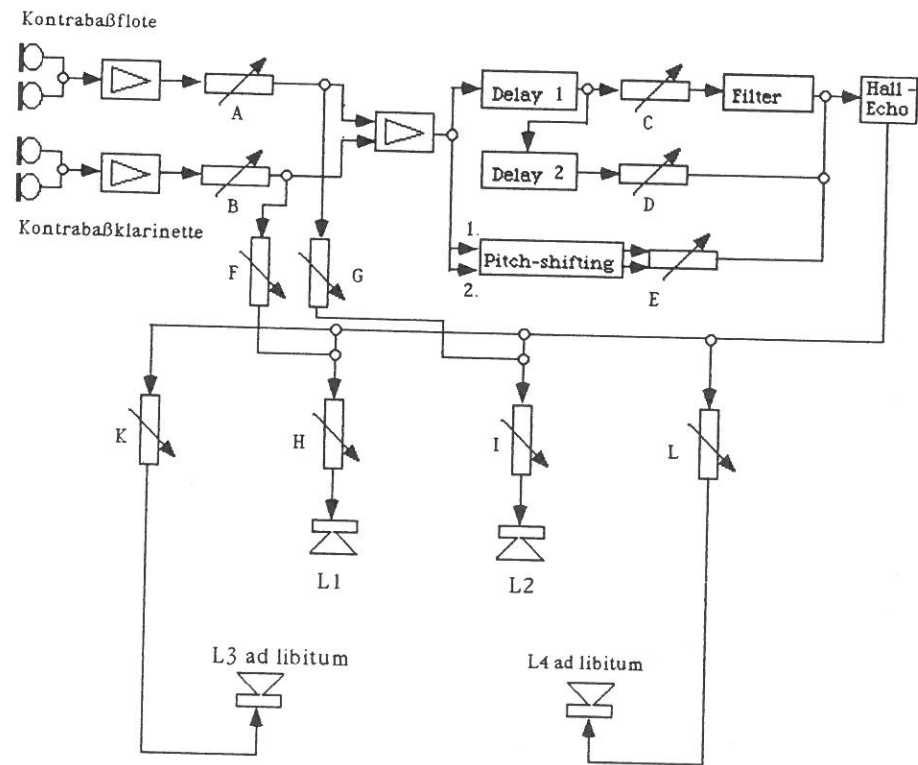 Kontrabaßflote
A
Delay 1
C
Filter
Hall -
Echo
B
Delay 2
D
Kontrabaßklarinette
F
G
1.
Pitch-shifting
2.
E
K
H
I
L
L1
L2
L3 ad libitum
L4 ad libitum